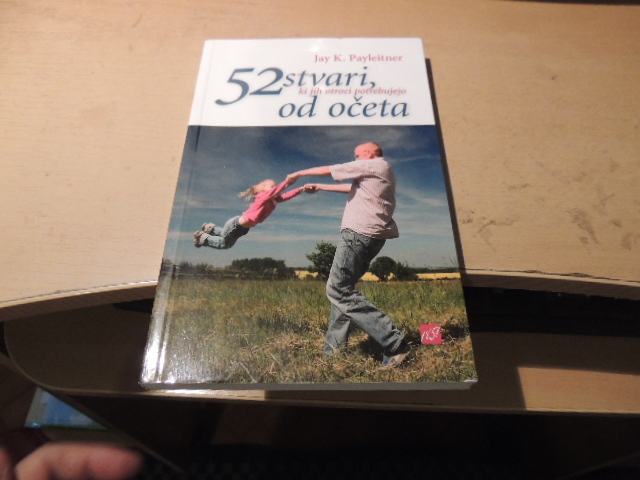 Jay K. Payleitner
52 stvari,
ki jih otroci potrebujejo
od očeta